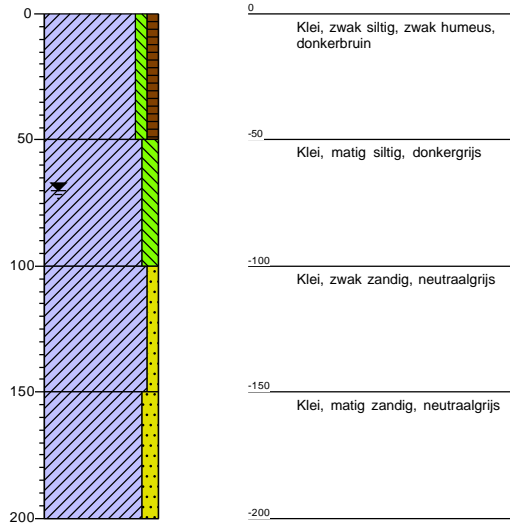 0
0
Klei, zwak siltig, zwak humeus,
donkerbruin
50
-50
Klei, matig siltig, donkergrijs
100
-100
Klei, zwak zandig, neutraalgrijs
150
-150
Klei, matig zandig, neutraalgrijs
200
-200